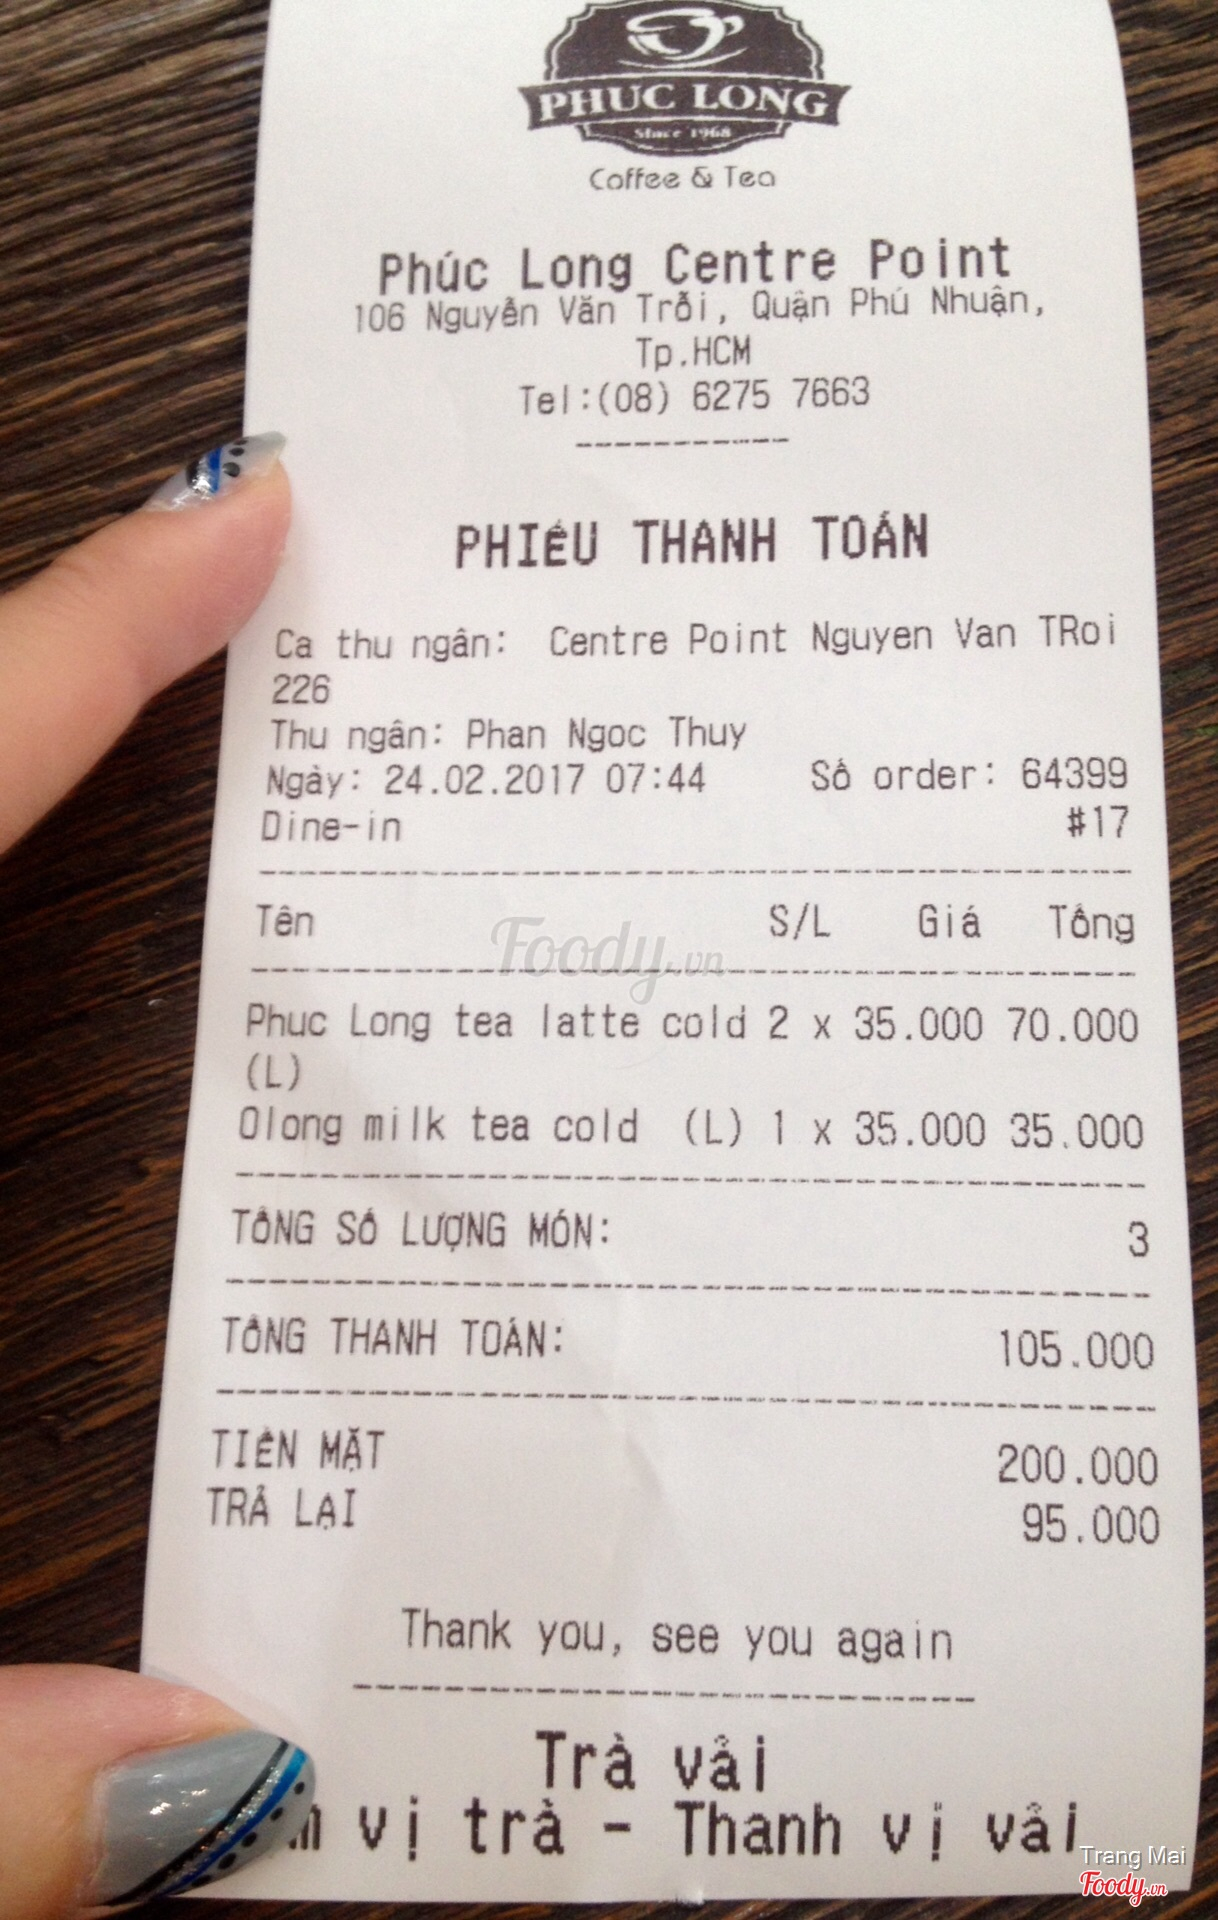 PHUC LONG
Since 1968
Coffee & Tea
Phúc Long Centre Point
106 Nguyễn Văn Trỗi, Quận Phú Nhuận,
Tp.HCM
Tel:(08) 6275 7663
PHIẾU THANH TOÁN
Ca thu ngân: Centre Point Nguyen Van TRoi
226
Thu ngân: Phan Ngoc Thuy
Ngày: 24.02.2017 07:44 Số order: 64399
Dine-in #17
Tên S/L Giá Tổng
Foody.vn
Phuc Long tea latte cold 2 x 35.000 70.000
(L)
Olong milk tea cold (L) 1 x 35.000 35.000
TỔNG SỐ LƯỢNG MÓN: 3
TỔNG THANH TOÁN: 105.000
TIỀN MẶT 200.000
TRẢ LẠI 95.000
Thank you, see you again
Trà vải
vị trà - Thanh vị vải
Trang Mai
Foody.vn